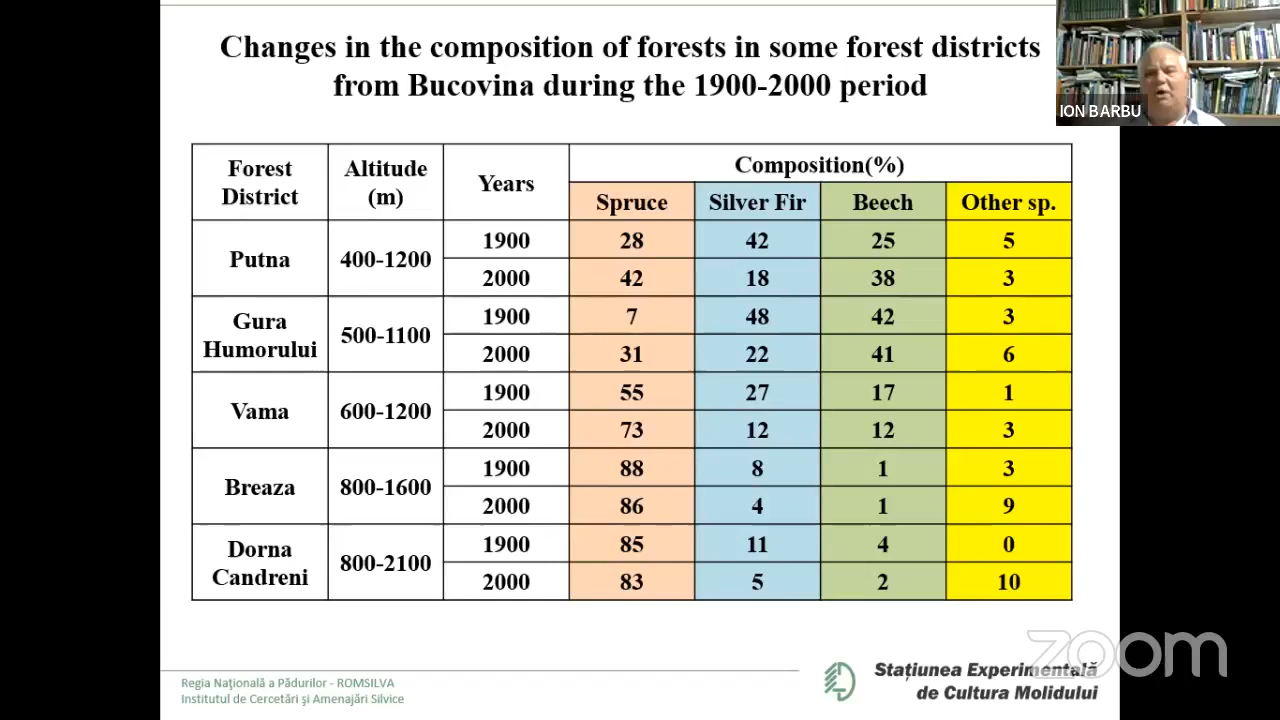 Changes in the composition of forests in some forest districts
from Bucovina during the 1900-2000 period
ION BARBU
Forest District Altitude (m) Years Composition(%)
Spruce Silver Fir Beech Other sp.
Putna 400-1200 1900 28 42 25 5
2000 42 18 38 3
Gura Humorului 500-1100 1900 7 48 42 3
2000 31 22 41 6
Vama 600-1200 1900 55 27 17 1
2000 73 12 12 3
Breaza 800-1600 1900 88 8 1 3
2000 86 4 1 9
Dorna Candreni 800-2100 1900 85 11 4 0
2000 83 5 2 10
zoom
Regia Naţională a Pădurilor - ROMSILVA
Institutul de Cercetări şi Amenajări Silvice
Staţiunea Experimentală
de Cultura Molidului